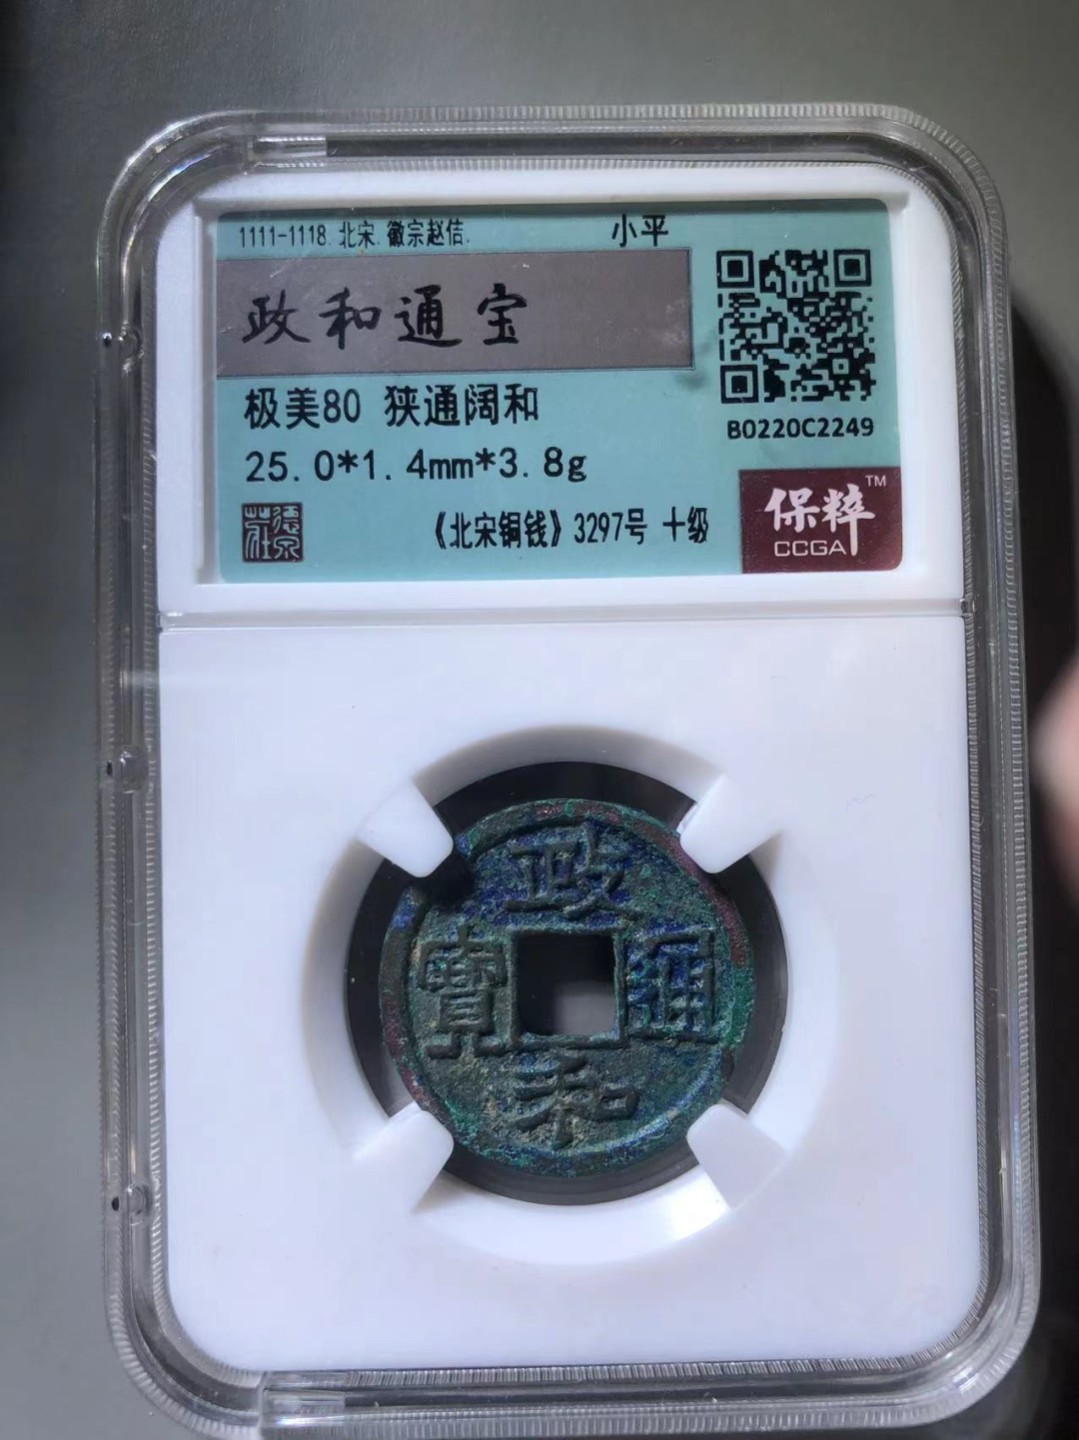 1111-1118.北宋.徽宗赵佶.
小平
政和通宝
极美80 狭通阔和
25.0*1.4mm*3.8g
《北宋铜钱》3297号 十级
B0220C2249
保粹™
CCGA
政和通寶